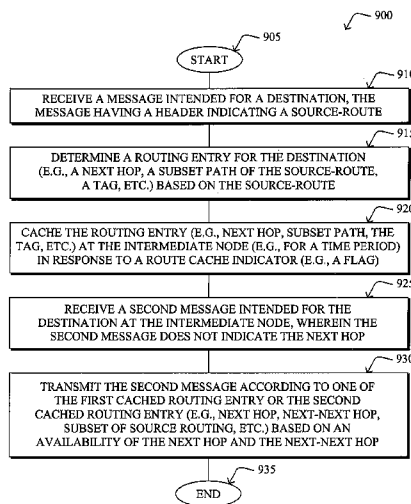 900
905
START
910
RECEIVE A MESSAGE INTENDED FOR A DESTINATION, THE
MESSAGE HAVING A HEADER INDICATING A SOURCE-ROUTE
915
DETERMINE A ROUTING ENTRY FOR THE DESTINATION
(E.G., A NEXT HOP, A SUBSET PATH OF THE SOURCE-ROUTE,
A TAG, ETC.) BASED ON THE SOURCE-ROUTE
920
CACHE THE ROUTING ENTRY (E.G., NEXT HOP, SUBSET PATH, THE
TAG, ETC.) AT THE INTERMEDIATE NODE (E.G., FOR A TIME PERIOD)
IN RESPONSE TO A ROUTE CACHE INDICATOR (E.G., A FLAG)
925
RECEIVE A SECOND MESSAGE INTENDED FOR THE
DESTINATION AT THE INTERMEDIATE NODE, WHEREIN THE
SECOND MESSAGE DOES NOT INDICATE THE NEXT HOP
930
TRANSMIT THE SECOND MESSAGE ACCORDING TO ONE OF
THE FIRST CACHED ROUTING ENTRY OR THE SECOND
CACHED ROUTING ENTRY (E.G., NEXT HOP, NEXT-NEXT HOP,
SUBSET OF SOURCE ROUTING, ETC.) BASED ON AN
AVAILABILITY OF THE NEXT HOP AND THE NEXT-NEXT HOP
935
END